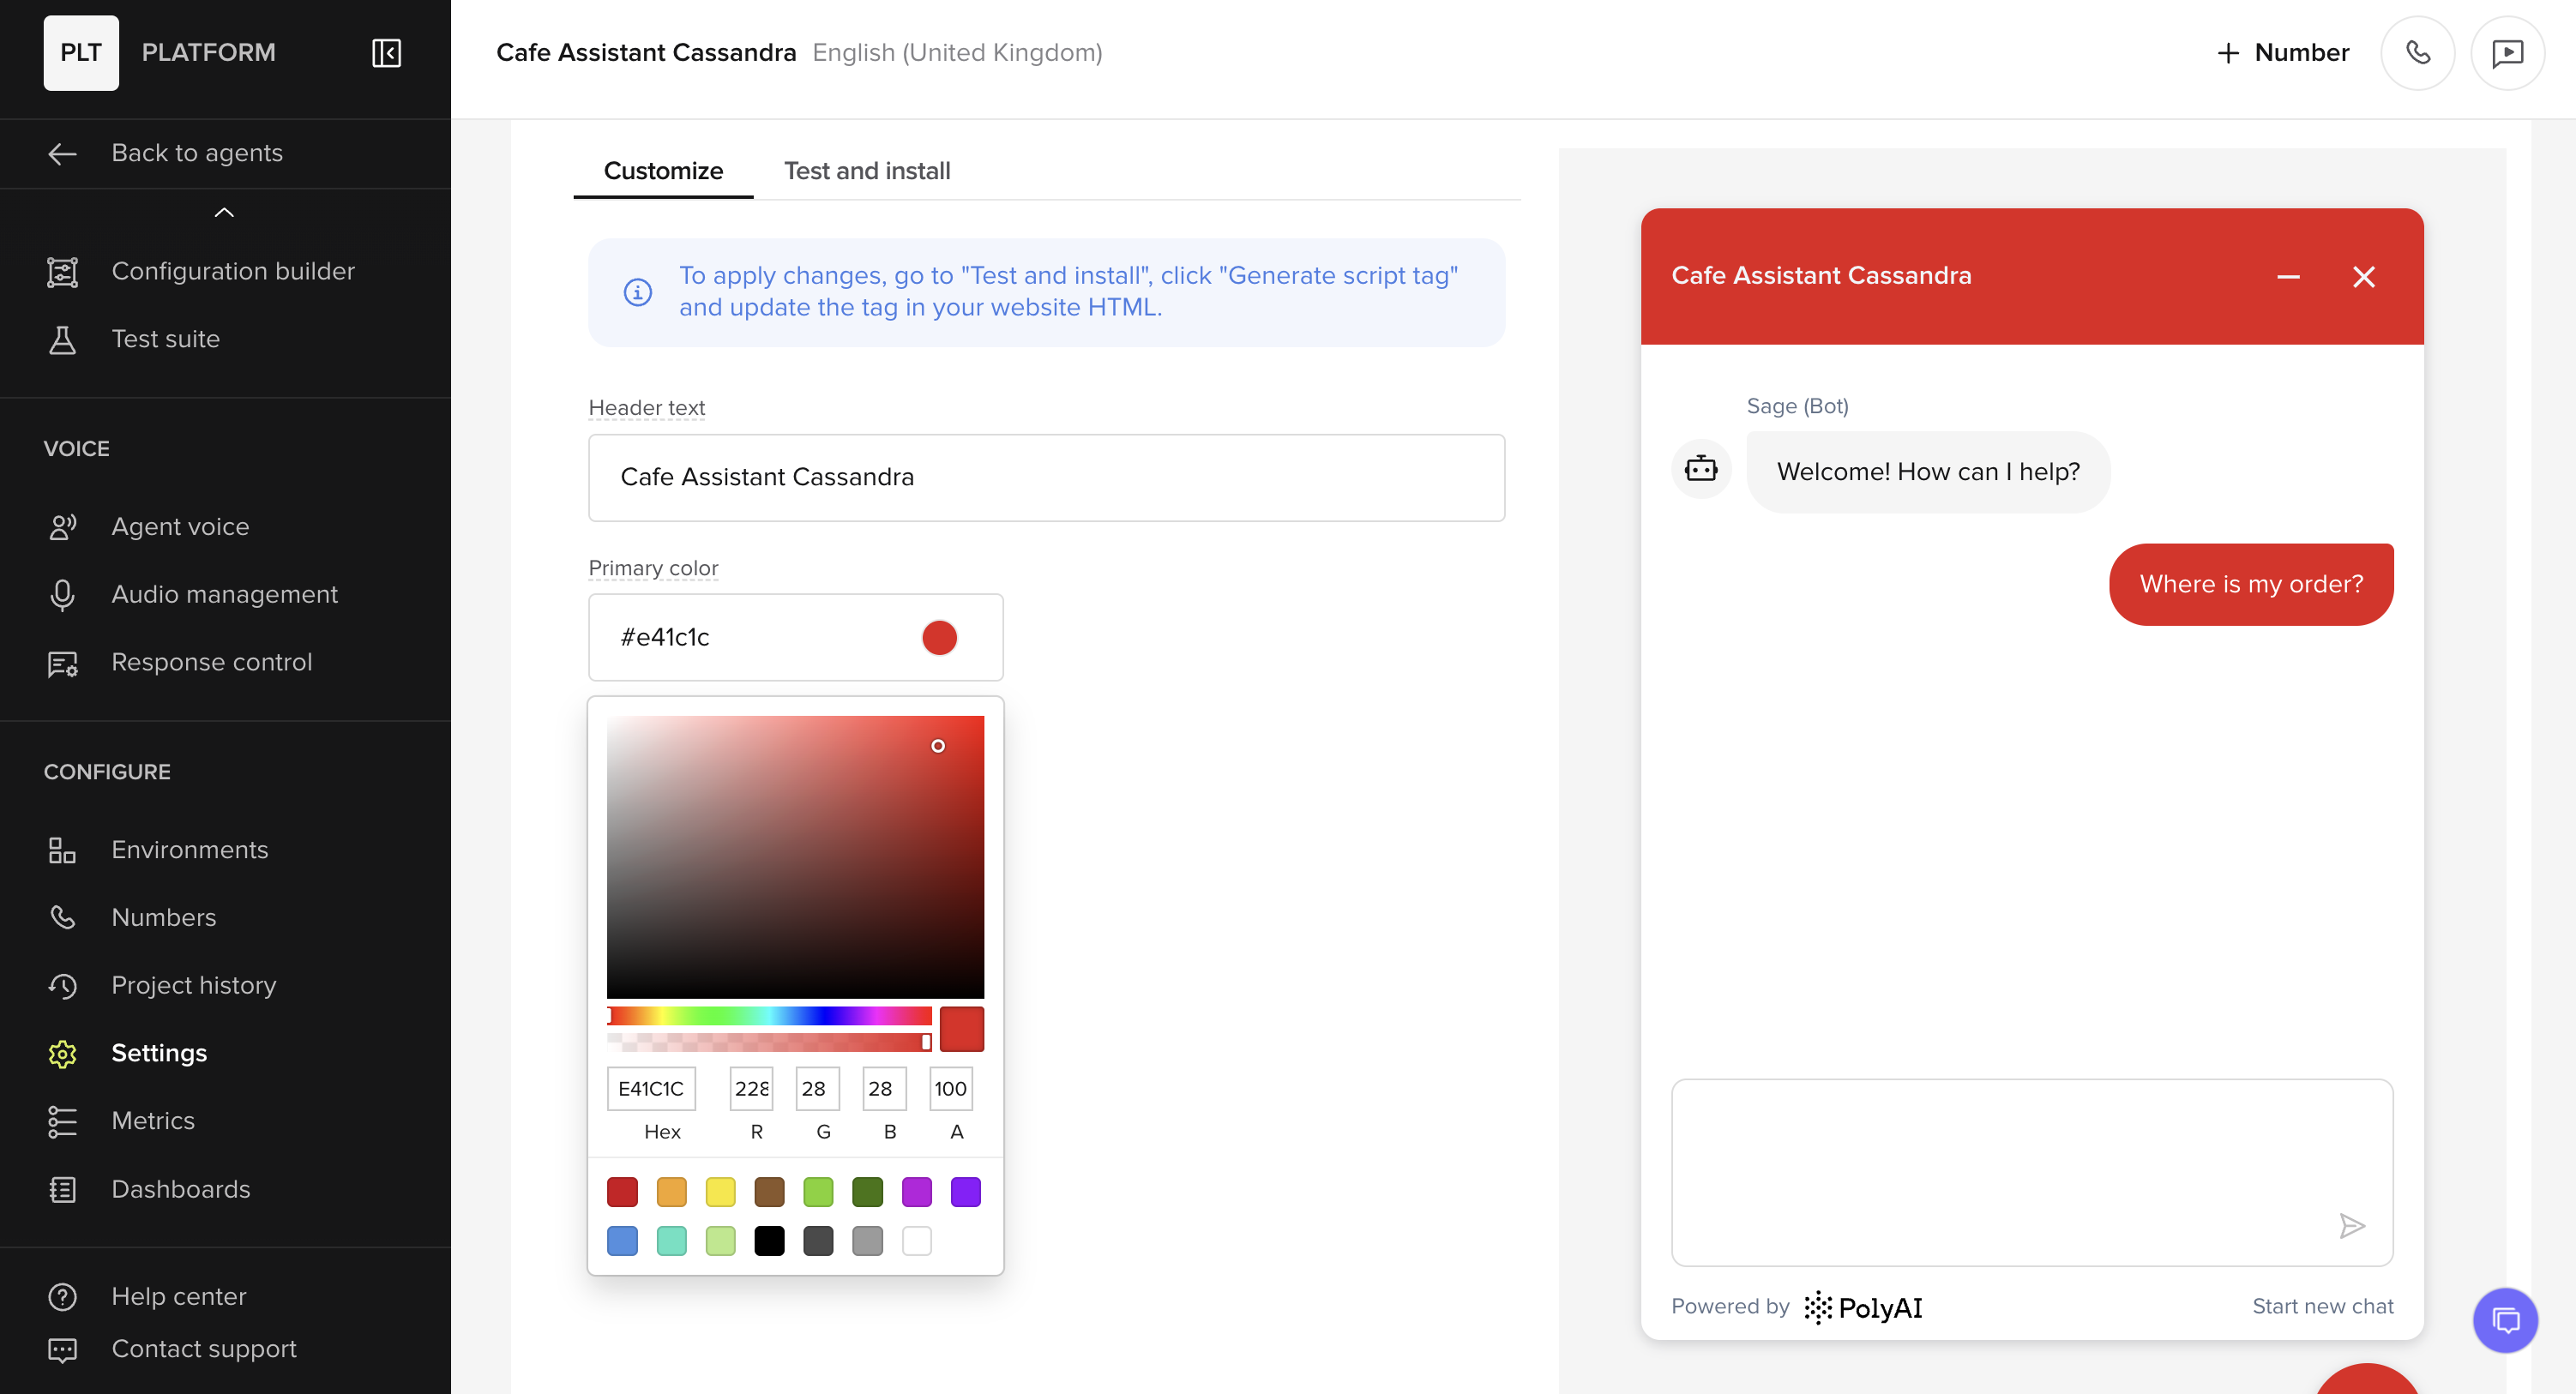 PLT PLATFORM
Back to agents
Configuration builder
Test suite
VOICE
Agent voice
Audio management
Response control
CONFIGURE
Environments
Numbers
Project history
Settings
Metrics
Dashboards
Help center
Contact support
Cafe Assistant Cassandra English (United Kingdom)
Number
Customize Test and install
To apply changes, go to "Test and install", click "Generate script tag"
and update the tag in your website HTML.
Header text
Cafe Assistant Cassandra
Primary color
#e41c1c
E41C1C 228 28 28 100
Hex R G B A
Cafe Assistant Cassandra
Sage (Bot)
Welcome! How can I help?
Where is my order?
Powered by PolyAI Start new chat